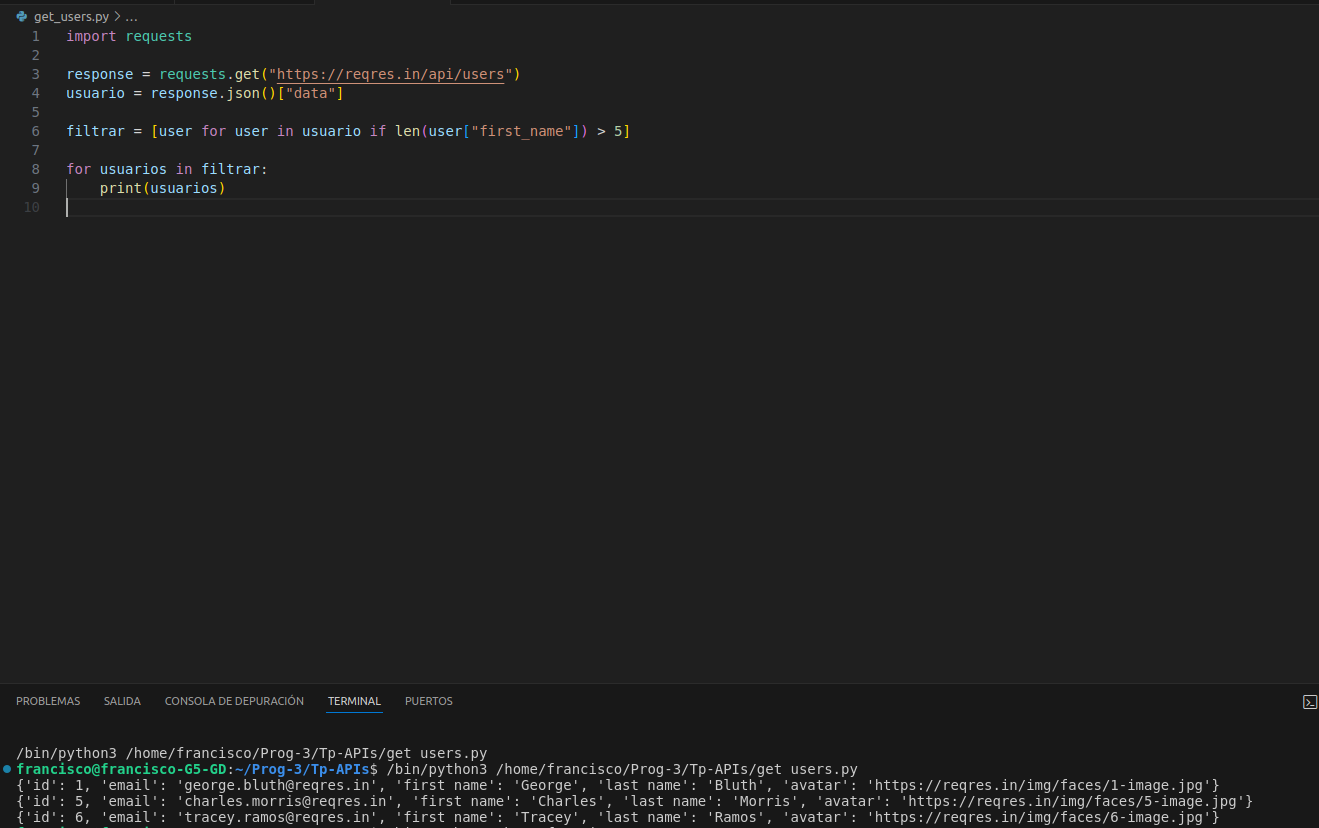 get_users.py > ...
1 import requests
2
3 response = requests.get("https://reqres.in/api/users")
4 usuario = response.json()["data"]
5
6 filtrar = [user for user in usuario if len(user["first_name"]) > 5]
7
8 for usuarios in filtrar:
9     print(usuarios)
10
PROBLEMAS SALIDA CONSOLA DE DEPURACIÓN TERMINAL PUERTOS
/bin/python3 /home/francisco/Prog-3/Tp-APIs/get users.py
francisco@francisco-G5-GD:~/Prog-3/Tp-APIs$ /bin/python3 /home/francisco/Prog-3/Tp-APIs/get users.py
{'id': 1, 'email': 'george.bluth@reqres.in', 'first name': 'George', 'last name': 'Bluth', 'avatar': 'https://reqres.in/img/faces/1-image.jpg'}
{'id': 5, 'email': 'charles.morris@reqres.in', 'first name': 'Charles', 'last name': 'Morris', 'avatar': 'https://reqres.in/img/faces/5-image.jpg'}
{'id': 6, 'email': 'tracey.ramos@reqres.in', 'first name': 'Tracey', 'last name': 'Ramos', 'avatar': 'https://reqres.in/img/faces/6-image.jpg'}